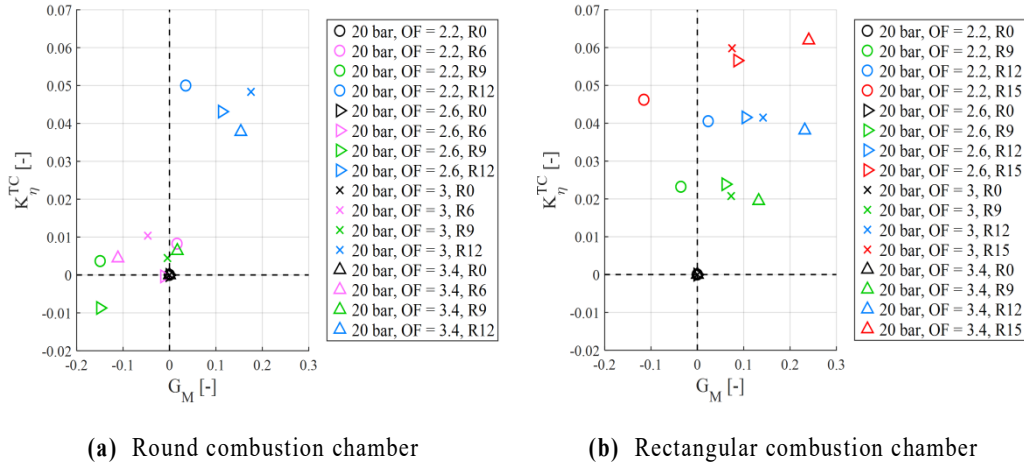 0.07
0.06
0.05
0.04
0.03
0.02
0.01
0
-0.01
-0.02
K_η^TC [-]
-0.2 -0.1 0 0.1 0.2 0.3
G_M [-]
20 bar, OF = 2.2, R0
20 bar, OF = 2.2, R6
20 bar, OF = 2.2, R9
20 bar, OF = 2.2, R12
20 bar, OF = 2.6, R0
20 bar, OF = 2.6, R6
20 bar, OF = 2.6, R9
20 bar, OF = 2.6, R12
20 bar, OF = 3, R0
20 bar, OF = 3, R6
20 bar, OF = 3, R9
20 bar, OF = 3, R12
20 bar, OF = 3.4, R0
20 bar, OF = 3.4, R6
20 bar, OF = 3.4, R9
20 bar, OF = 3.4, R12
(a) Round combustion chamber
0.07
0.06
0.05
0.04
0.03
0.02
0.01
0
-0.01
-0.02
K_η^TC [-]
-0.2 -0.1 0 0.1 0.2 0.3
G_M [-]
20 bar, OF = 2.2, R0
20 bar, OF = 2.2, R9
20 bar, OF = 2.2, R12
20 bar, OF = 2.2, R15
20 bar, OF = 2.6, R0
20 bar, OF = 2.6, R9
20 bar, OF = 2.6, R12
20 bar, OF = 2.6, R15
20 bar, OF = 3, R0
20 bar, OF = 3, R9
20 bar, OF = 3, R12
20 bar, OF = 3, R15
20 bar, OF = 3.4, R0
20 bar, OF = 3.4, R9
20 bar, OF = 3.4, R12
20 bar, OF = 3.4, R15
(b) Rectangular combustion chamber